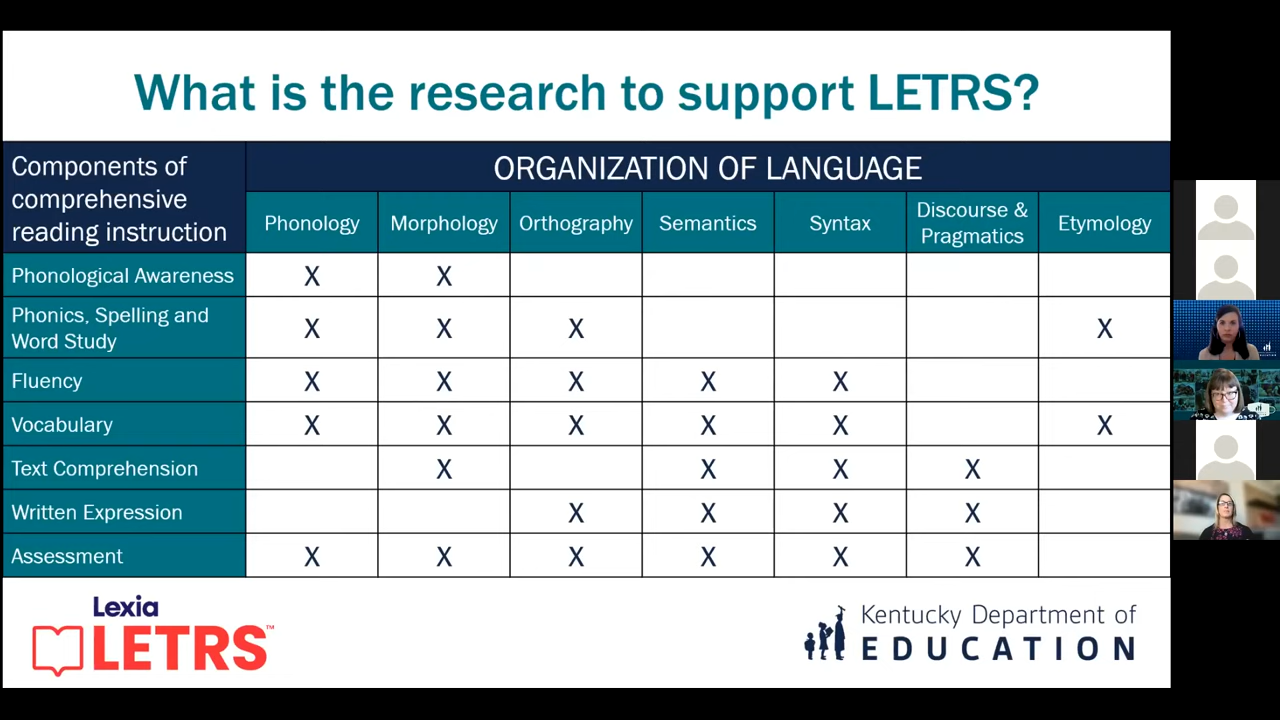 What is the research to support LETRS?
Components of
comprehensive
reading instruction
ORGANIZATION OF LANGUAGE
Phonology Morphology Orthography Semantics Syntax Discourse & Pragmatics Etymology
Phonological Awareness X X
Phonics, Spelling and
Word Study X X X X
Fluency X X X X X
Vocabulary X X X X X X
Text Comprehension X X X X
Written Expression X X X X
Assessment X X X X X X
Lexia
LETRS™
Kentucky Department of
EDUCATION